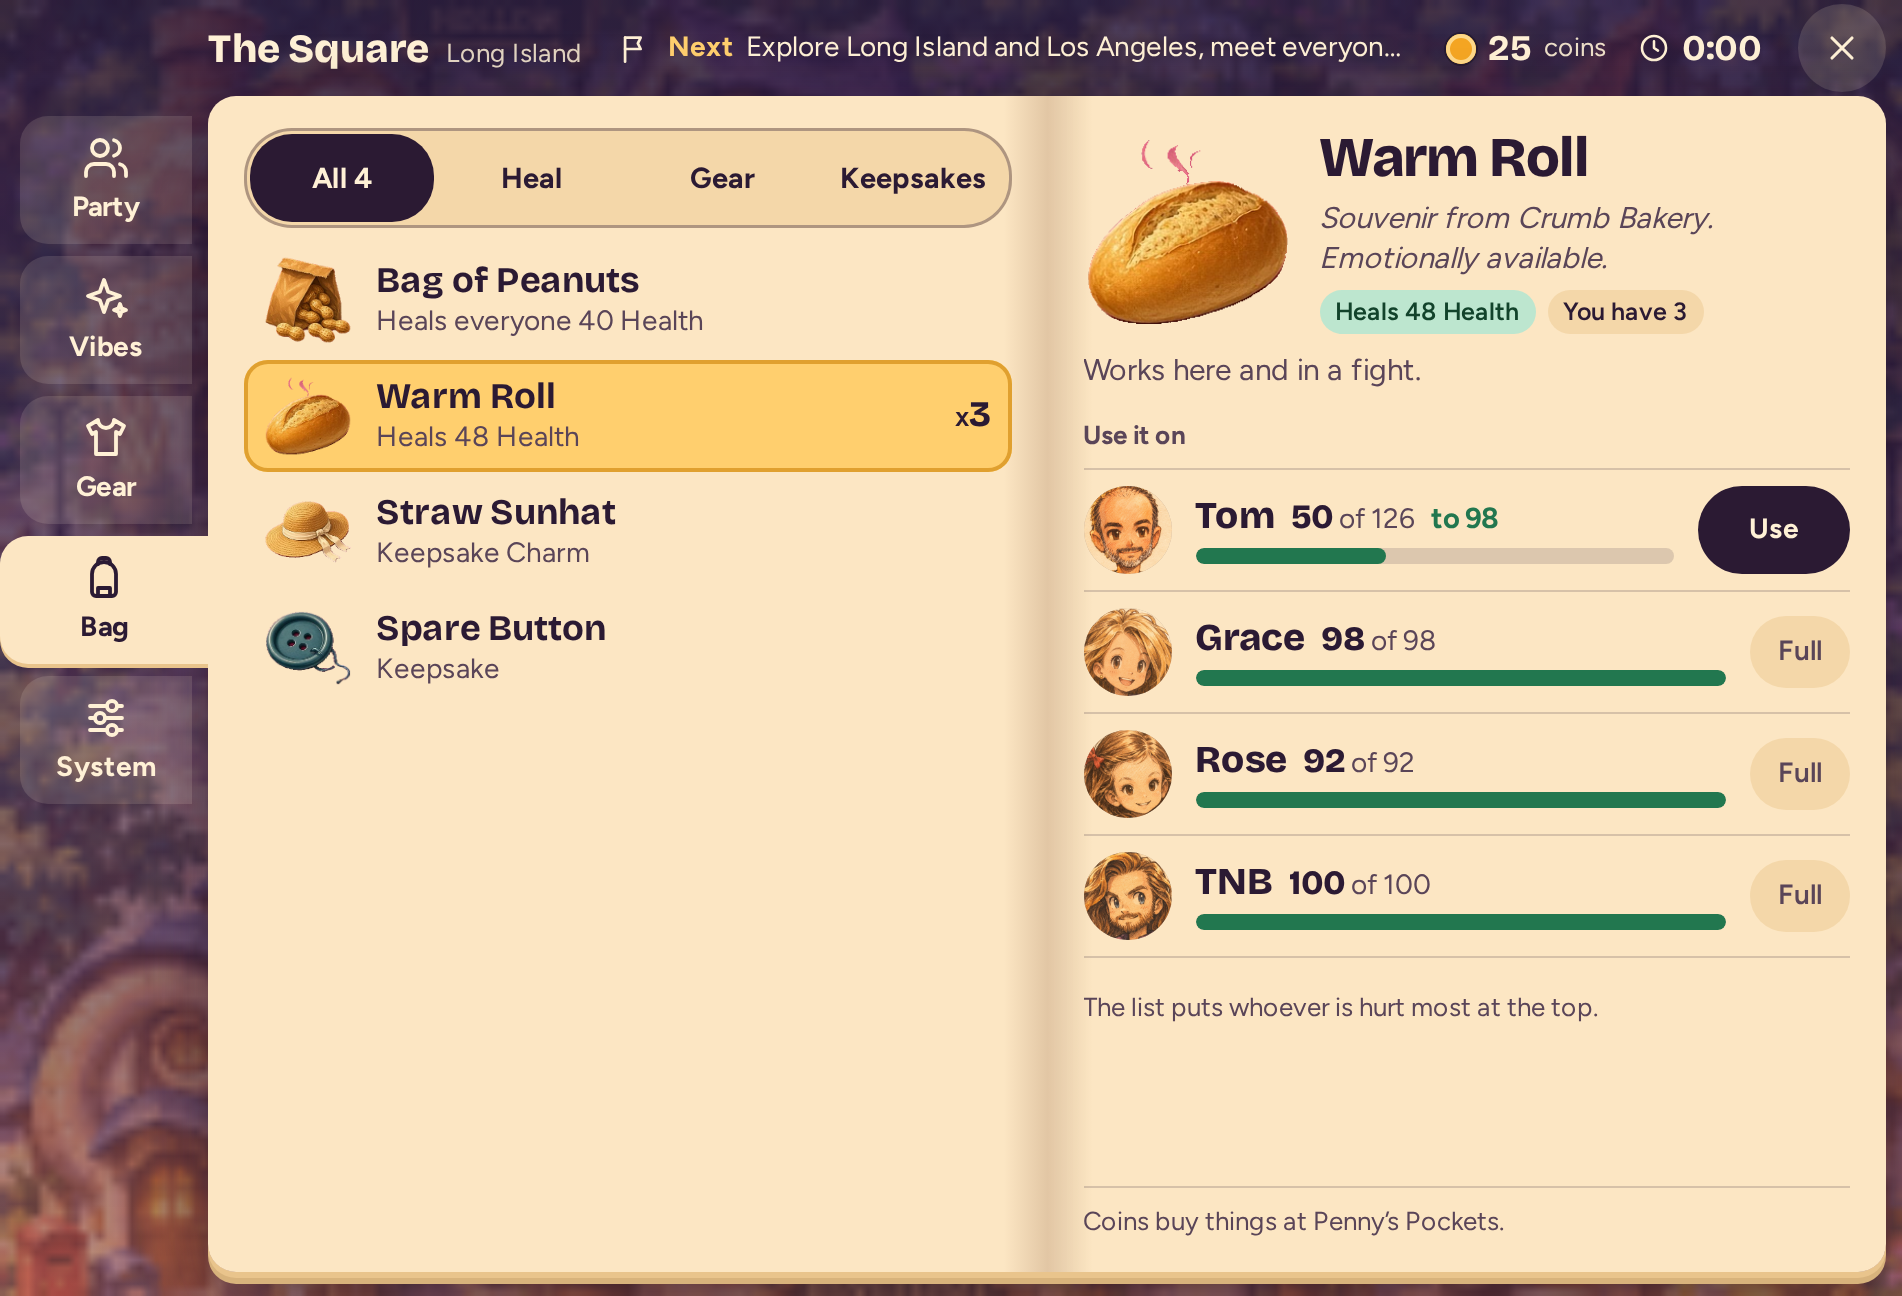 The Square Long Island Next Explore Long Island and Los Angeles, meet everyon... 25 coins 0:00
Party
Vibes
Gear
Bag
System
All 4 Heal Gear Keepsakes
Bag of Peanuts
Heals everyone 40 Health
Warm Roll
Heals 48 Health
x3
Straw Sunhat
Keepsake Charm
Spare Button
Keepsake
Warm Roll
Souvenir from Crumb Bakery.
Emotionally available.
Heals 48 Health You have 3
Works here and in a fight.
Use it on
Tom 50 of 126 to 98 Use
Grace 98 of 98 Full
Rose 92 of 92 Full
TNB 100 of 100 Full
The list puts whoever is hurt most at the top.
Coins buy things at Penny’s Pockets.